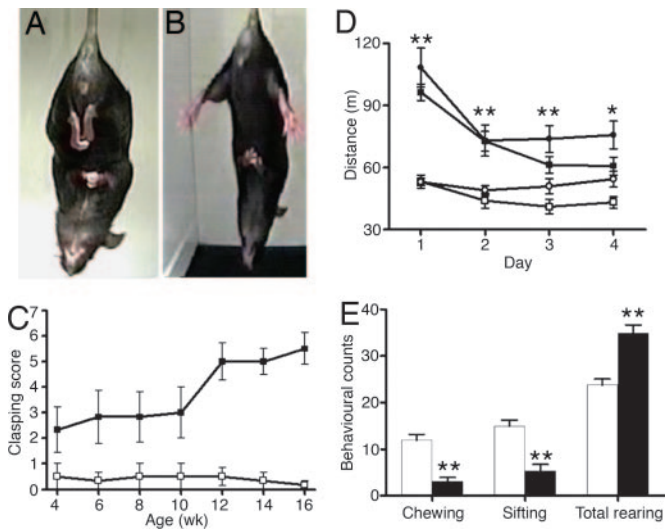 A
B
C
Clasping score
7
6
5
4
3
2
1
0
4 6 8 10 12 14 16
Age (wk)
D
Distance (m)
120
90
60
30
** ** ** *
1 2 3 4
Day
E
Behavioural counts
40
30
20
10
0
** ** **
Chewing Sifting Total rearing